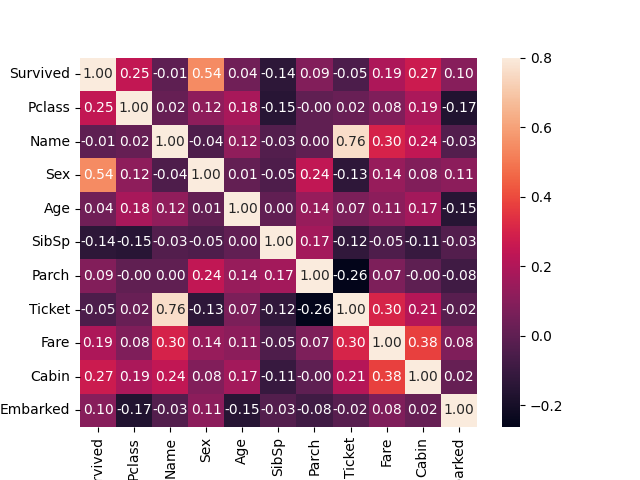 Survived 1.00 0.25 -0.01 0.54 0.04 -0.14 0.09 -0.05 0.19 0.27 0.10
Pclass 0.25 1.00 0.02 0.12 0.18 -0.15 -0.00 0.02 0.08 0.19 -0.17
Name -0.01 0.02 1.00 -0.04 0.12 -0.03 0.00 0.76 0.30 0.24 -0.03
Sex 0.54 0.12 -0.04 1.00 0.01 -0.05 0.24 -0.13 0.14 0.08 0.11
Age 0.04 0.18 0.12 0.01 1.00 0.00 0.14 0.07 0.11 0.17 -0.15
SibSp -0.14 -0.15 -0.03 -0.05 0.00 1.00 0.17 -0.12 -0.05 -0.11 -0.03
Parch 0.09 -0.00 0.00 0.24 0.14 0.17 1.00 -0.26 0.07 -0.00 -0.08
Ticket -0.05 0.02 0.76 -0.13 0.07 -0.12 -0.26 1.00 0.30 0.21 -0.02
Fare 0.19 0.08 0.30 0.14 0.11 -0.05 0.07 0.30 1.00 0.38 0.08
Cabin 0.27 0.19 0.24 0.08 0.17 -0.11 -0.00 0.21 0.38 1.00 0.02
Embarked 0.10 -0.17 -0.03 0.11 -0.15 -0.03 -0.08 -0.02 0.08 0.02 1.00
rvived Pclass Name Sex Age SibSp Parch Ticket Fare Cabin arked
0.8
0.6
0.4
0.2
0.0
−0.2